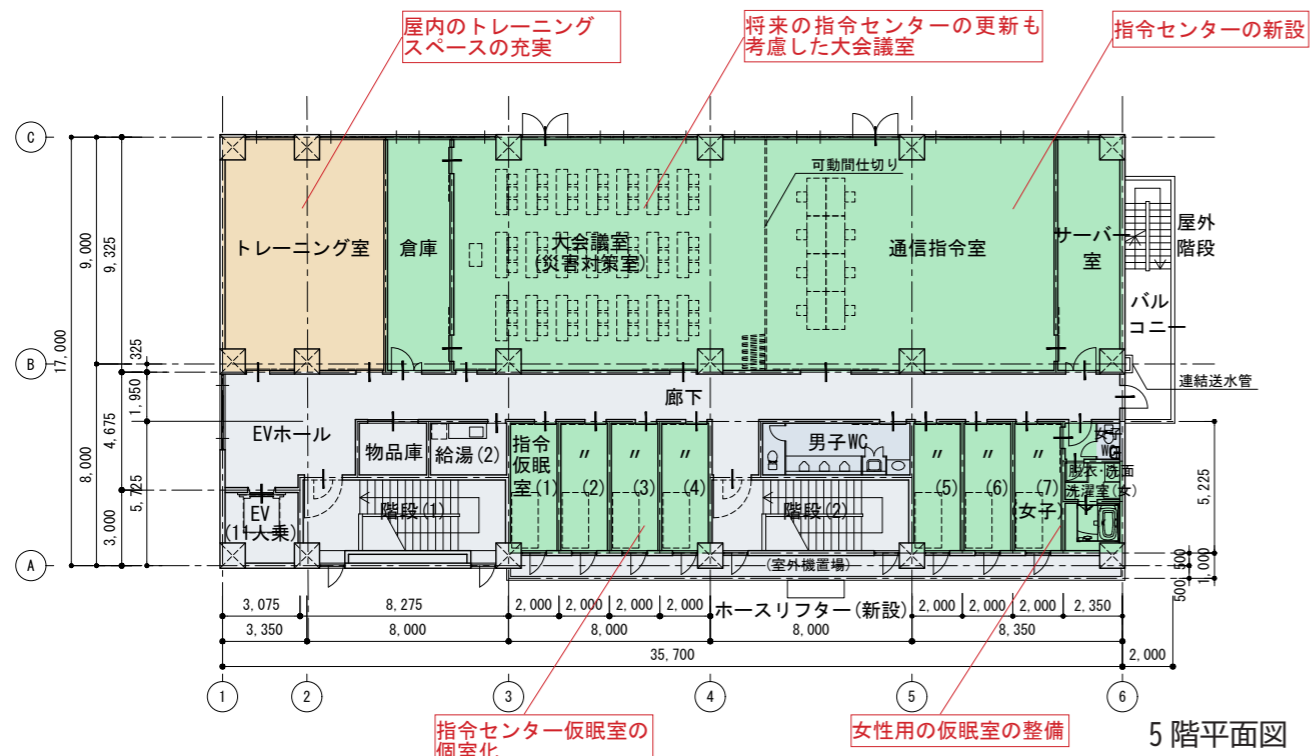 屋内のトレーニング
スペースの充実
将来の指令センターの更新も
考慮した大会議室
指令センターの新設
C
可動間仕切り
9,000
9,325
トレーニング室
倉庫
大会議室
(災害対策室)
通信指令室
サーバー
室
屋外
階段
バル
コニー
17,000
325
B
連結送水管
1,950
廊下
EVホール
物品庫
給湯(2)
指令
仮眠
室(1)
〃
(2)
〃
(3)
〃
(4)
男子WC
〃
(5)
〃
(6)
〃
(7)
(女子)
女子
WC
脱衣・洗面
洗濯室(女)
8,000
4,675
5,725
3,000
5,225
EV
(11人乗)
階段(1)
階段(2)
A
(室外機置場)
500
500
1,000
3,075
8,275
2,000
2,000
2,000
2,000
ホースリフター(新設)
2,000
2,000
2,000
2,350
3,350
8,000
8,000
8,000
8,350
35,700
2,000
1
2
3
4
5
6
指令センター仮眠室の
個室化
女性用の仮眠室の整備
5階平面図